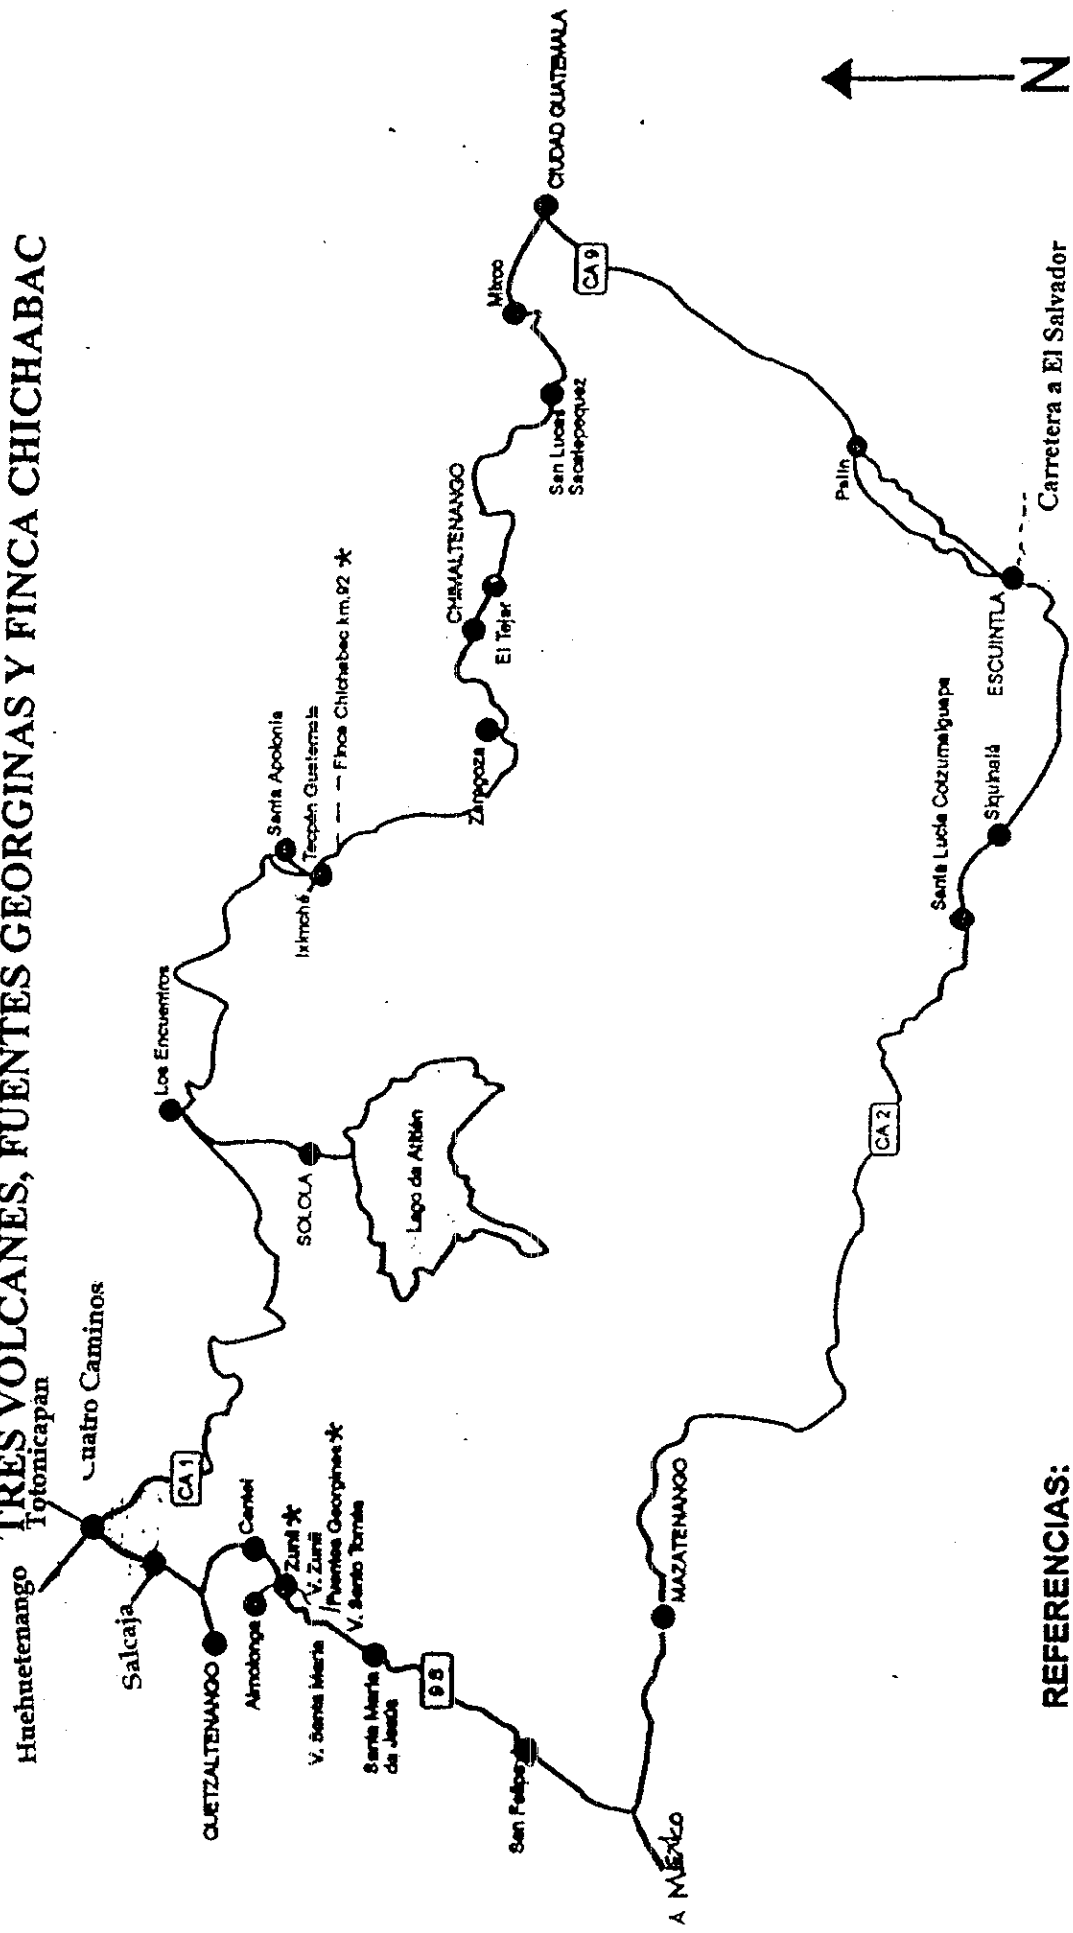 TRES VOLCANES, FUENTES GEORGINAS Y FINCA CHICHABAC
Huehuetenango
Totonicapan
Cuatro Caminos
Salcaja
CA 1
QUETZALTENANGO
Cantel
Almolonga
Zunil *
V. Zunil
Fuentes Georginas *
V. Santo Tomás
V. Santa María
Santa María
de Jesús
9 S
San Felipe
A MEXICO
MAZATENANGO
Los Encuentros
SOLOLA
Lago de Atitlán
Santa Apolonia
Tecpán Guatemala
Iximché
Finca Chichabac km.92 *
Zaragoza
CHIMALTENANGO
El Tejar
San Lucas
Sacatepequez
Mixco
CIUDAD GUATEMALA
CA 9
Palín
ESCUINTLA
Carretera a El Salvador
Siquinalá
Santa Lucía Cotzumalguapa
CA 2
N
REFERENCIAS: